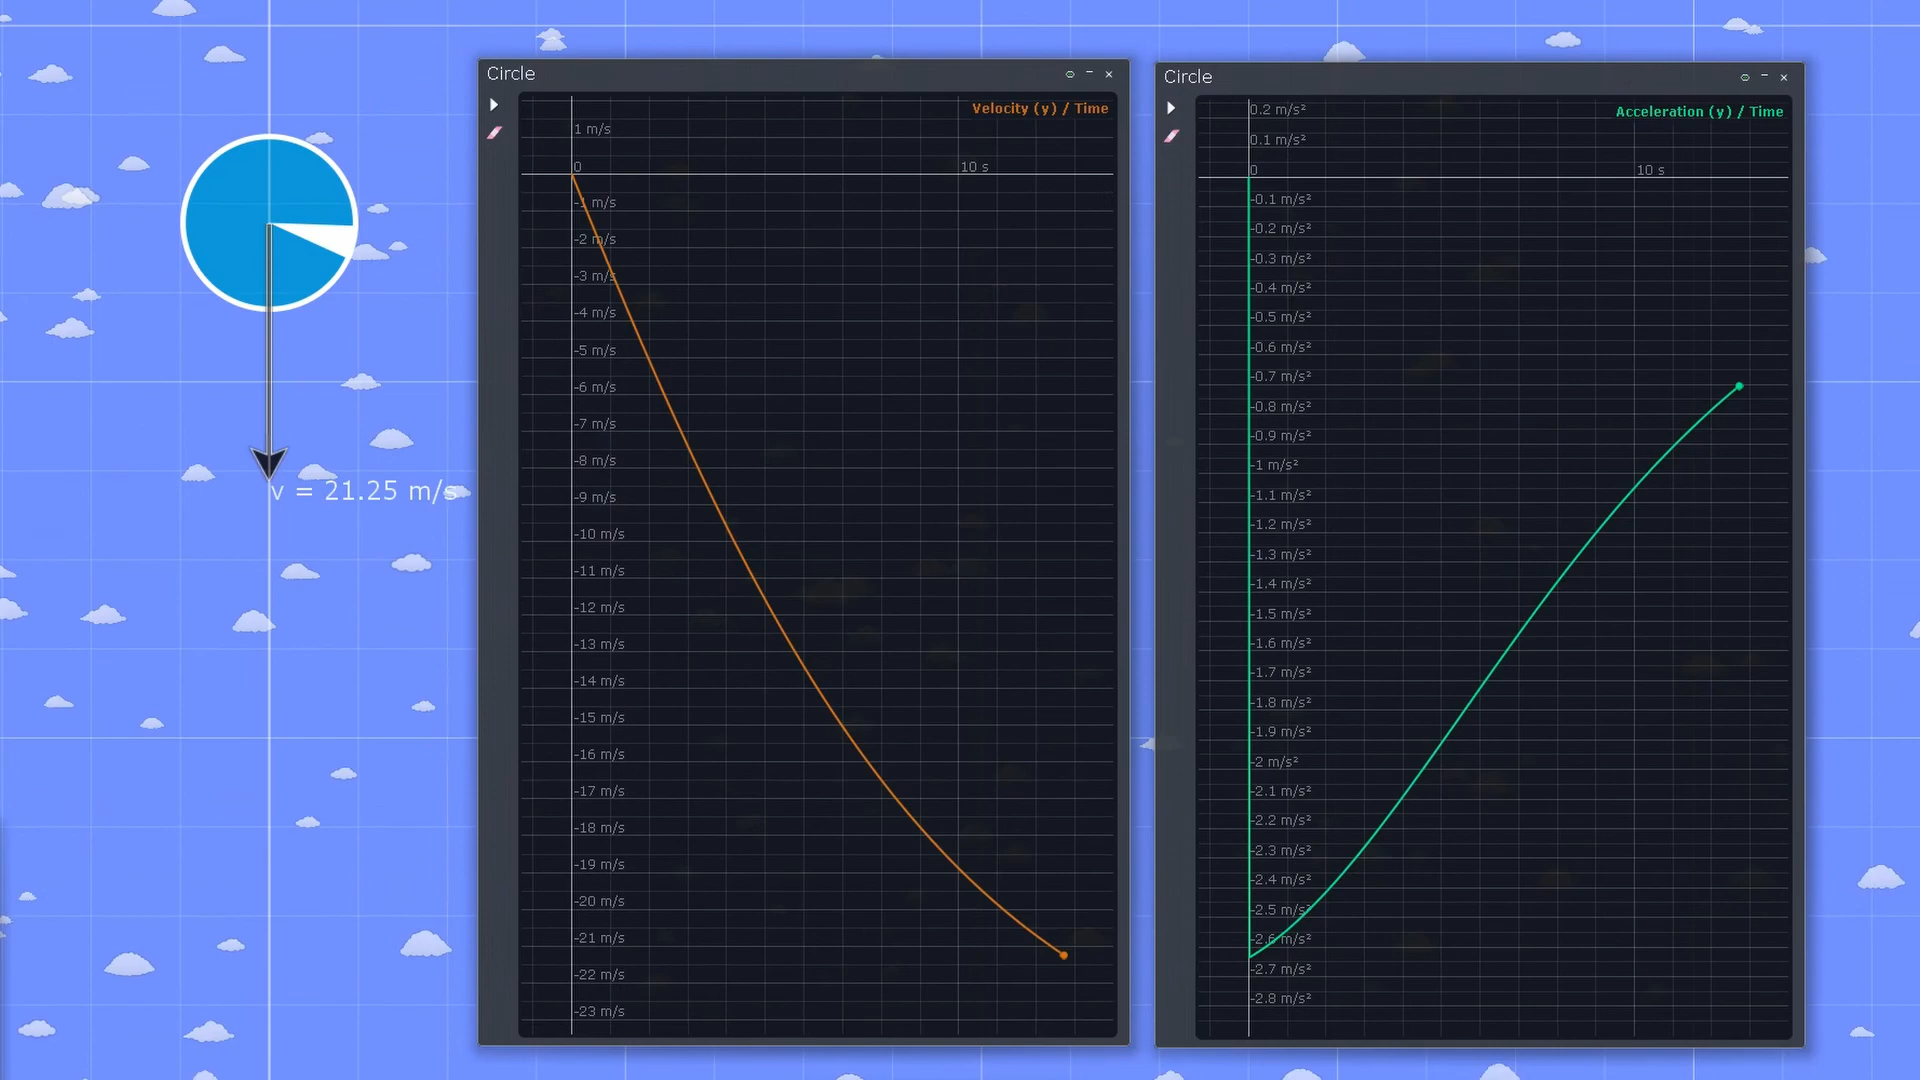 v = 21.25 m/s
Circle
Velocity (y) / Time
1 m/s
0
10 s
-1 m/s
-2 m/s
-3 m/s
-4 m/s
-5 m/s
-6 m/s
-7 m/s
-8 m/s
-9 m/s
-10 m/s
-11 m/s
-12 m/s
-13 m/s
-14 m/s
-15 m/s
-16 m/s
-17 m/s
-18 m/s
-19 m/s
-20 m/s
-21 m/s
-22 m/s
-23 m/s
Circle
Acceleration (y) / Time
0.2 m/s²
0.1 m/s²
0
10 s
-0.1 m/s²
-0.2 m/s²
-0.3 m/s²
-0.4 m/s²
-0.5 m/s²
-0.6 m/s²
-0.7 m/s²
-0.8 m/s²
-0.9 m/s²
-1 m/s²
-1.1 m/s²
-1.2 m/s²
-1.3 m/s²
-1.4 m/s²
-1.5 m/s²
-1.6 m/s²
-1.7 m/s²
-1.8 m/s²
-1.9 m/s²
-2 m/s²
-2.1 m/s²
-2.2 m/s²
-2.3 m/s²
-2.4 m/s²
-2.5 m/s²
-2.6 m/s²
-2.7 m/s²
-2.8 m/s²